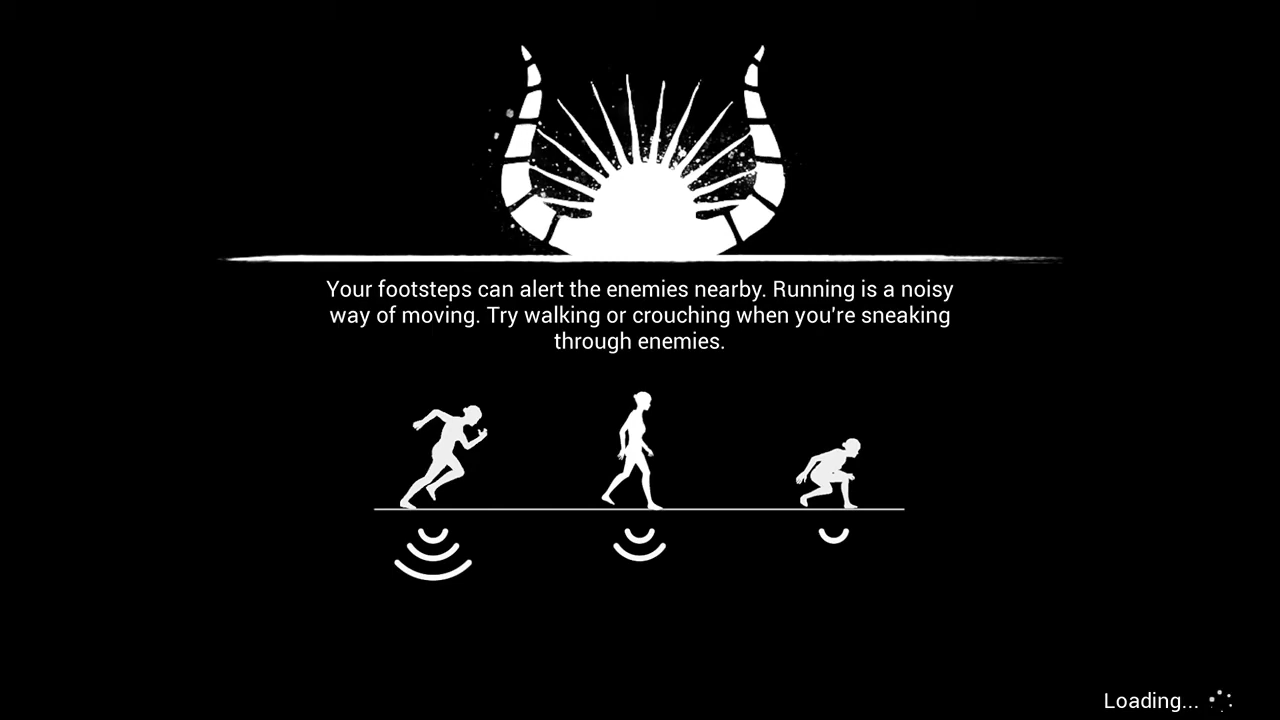 Your footsteps can alert the enemies nearby. Running is a noisy
way of moving. Try walking or crouching when you're sneaking
through enemies.
Loading...